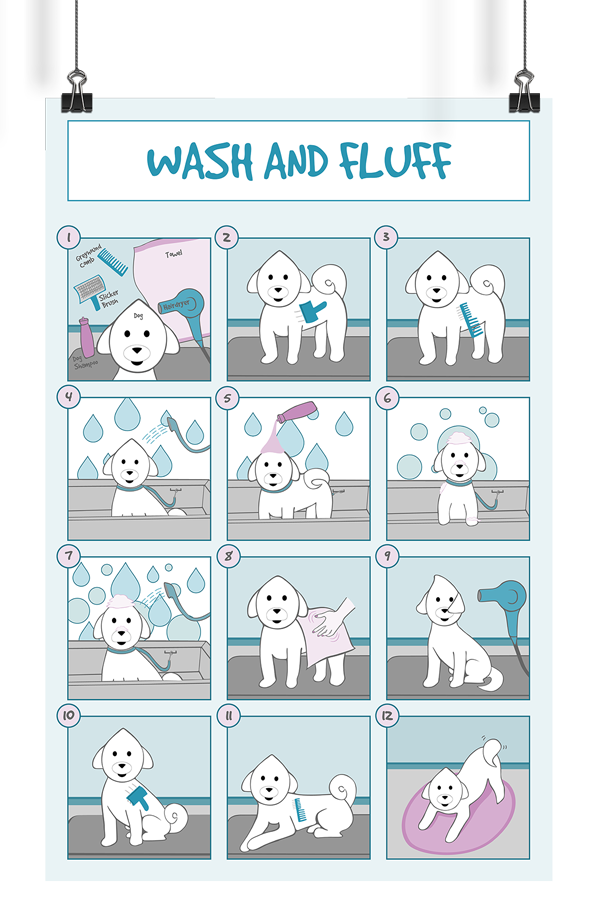 WASH AND FLUFF
1
Greyhound
comb
Towel
Slicker
Brush
Hairdryer
Dog
Dog
Shampoo
2
3
4
5
6
7
8
9
10
11
12